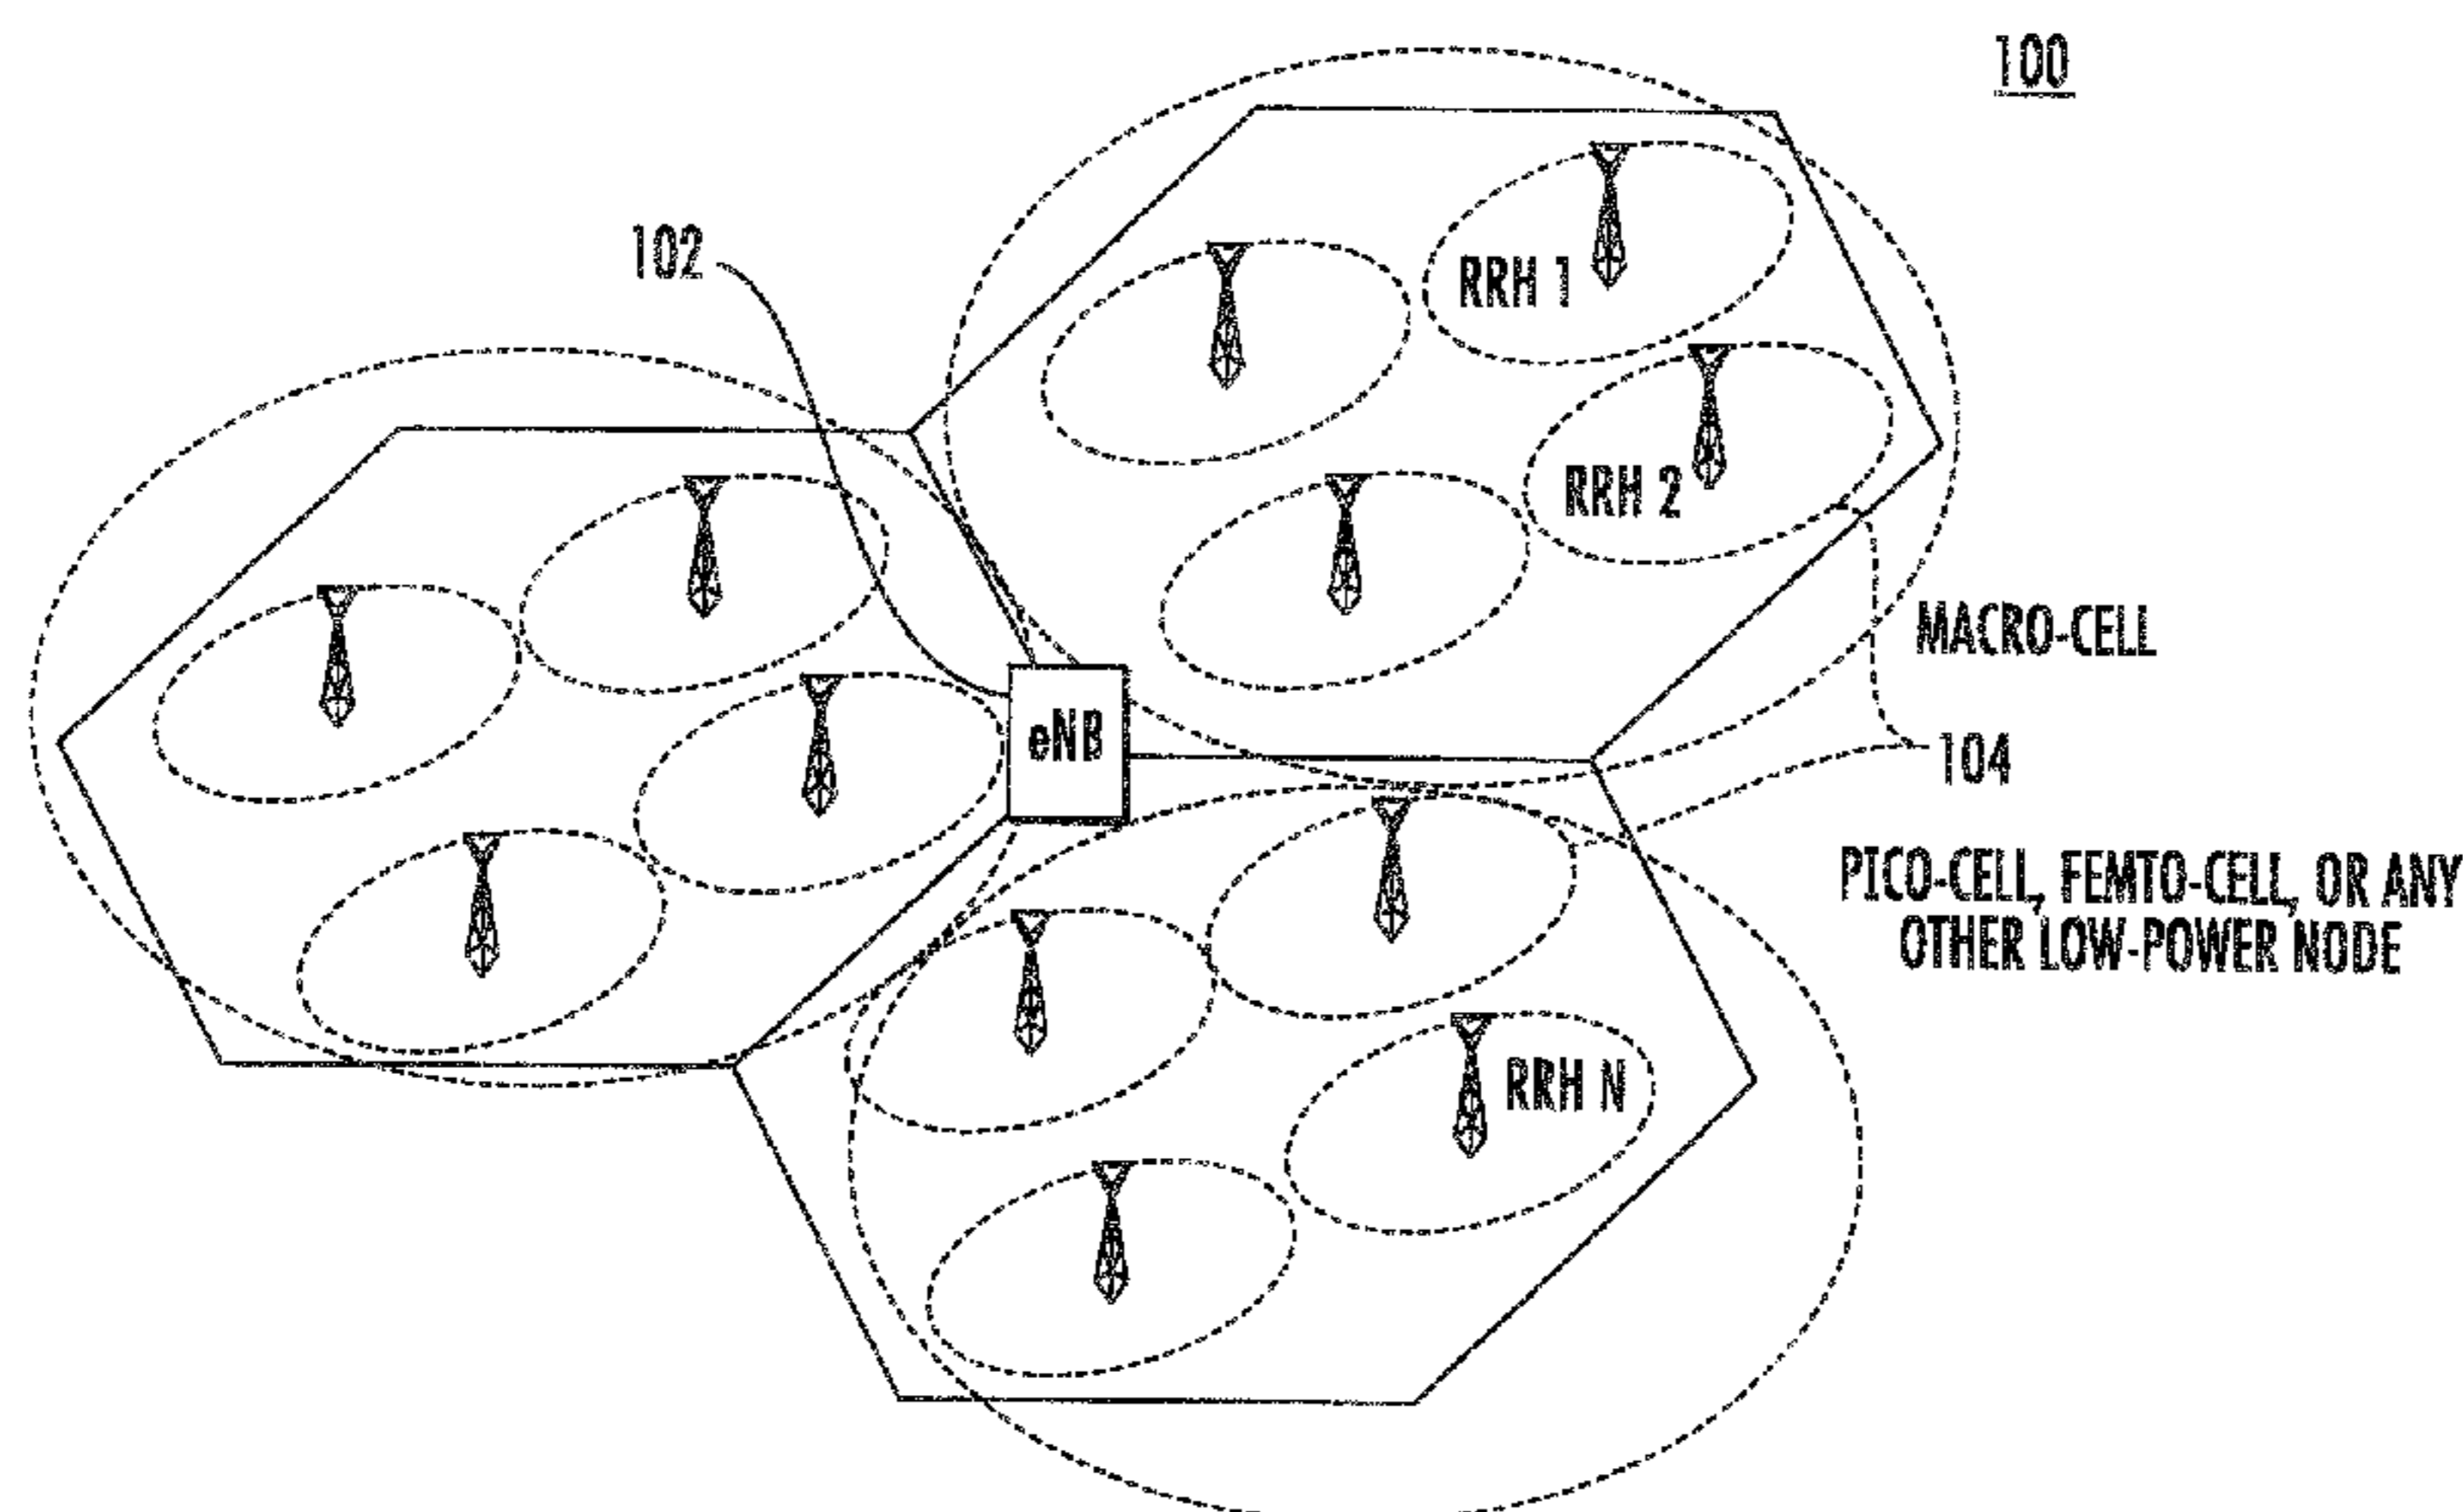 100
102
RRH 1
RRH 2
MACRO-CELL
eNB
104
PICO-CELL, FEMTO-CELL, OR ANY
OTHER LOW-POWER NODE
RRH N